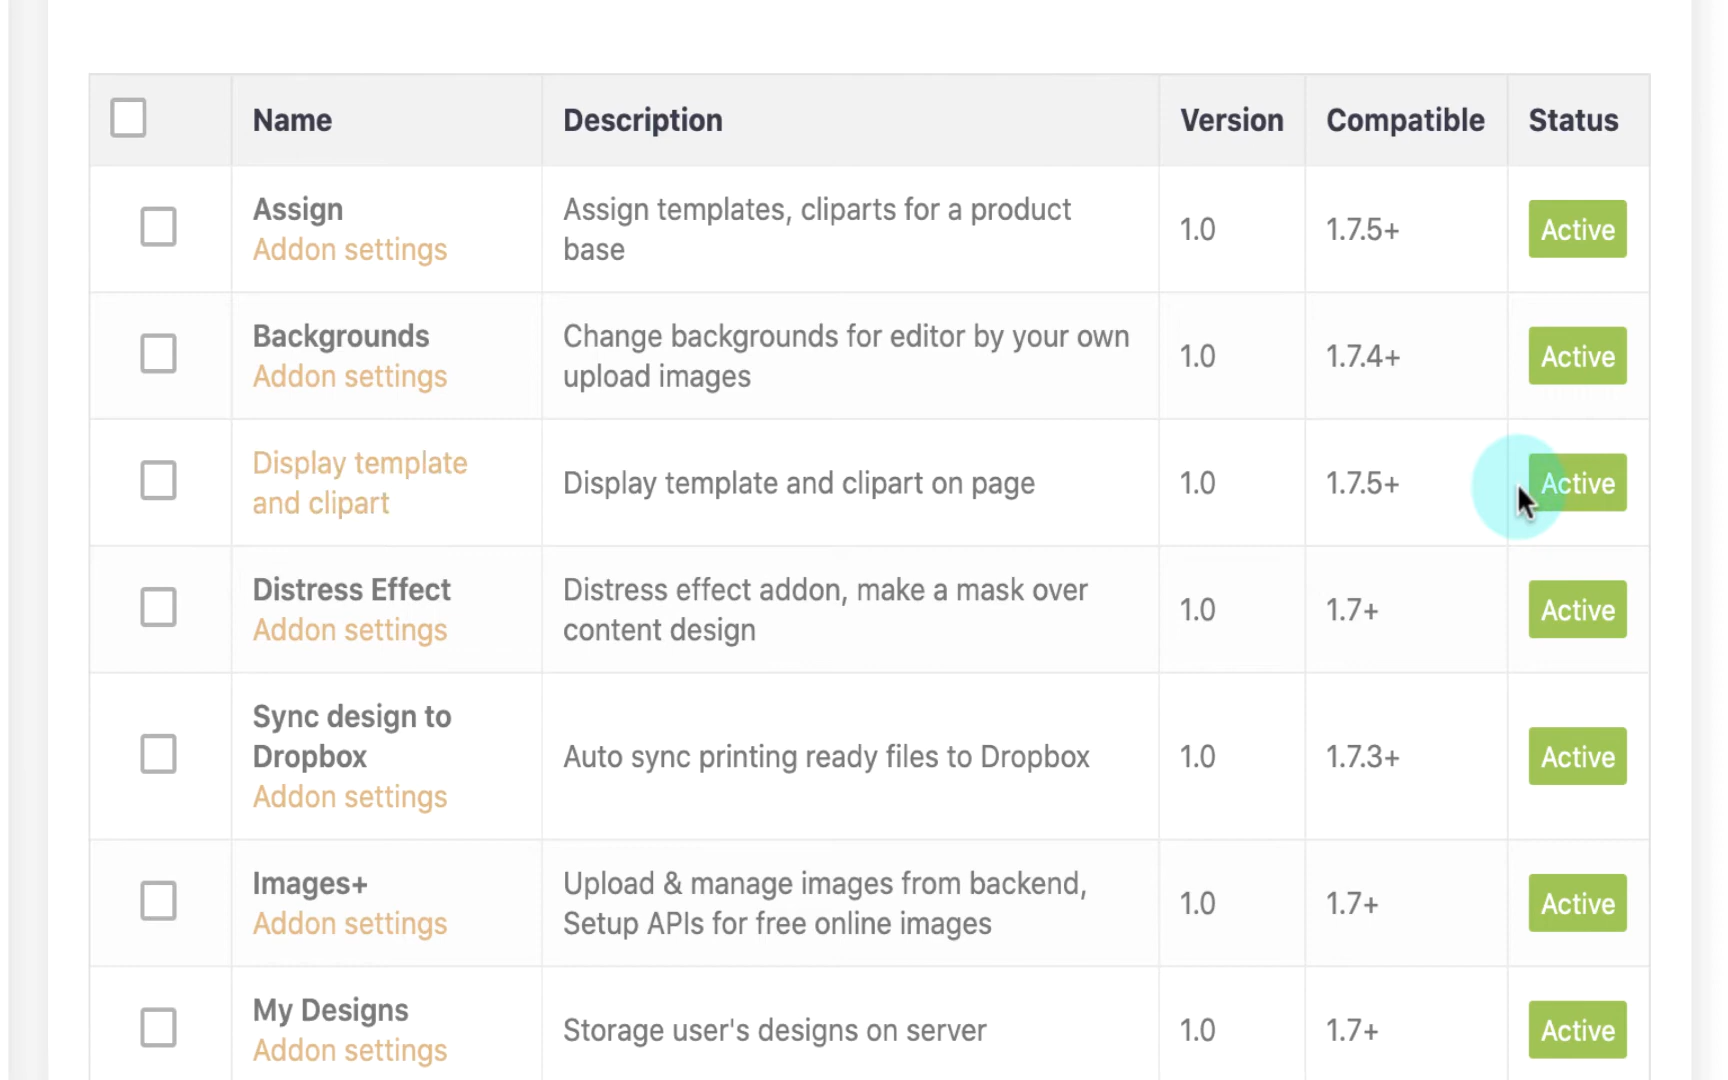 Name Description Version Compatible Status
Assign
Addon settings
Assign templates, cliparts for a product
base
1.0 1.7.5+ Active
Backgrounds
Addon settings
Change backgrounds for editor by your own
upload images
1.0 1.7.4+ Active
Display template
and clipart
Display template and clipart on page
1.0 1.7.5+ Active
Distress Effect
Addon settings
Distress effect addon, make a mask over
content design
1.0 1.7+ Active
Sync design to
Dropbox
Addon settings
Auto sync printing ready files to Dropbox
1.0 1.7.3+ Active
Images+
Addon settings
Upload & manage images from backend,
Setup APIs for free online images
1.0 1.7+ Active
My Designs
Addon settings
Storage user's designs on server
1.0 1.7+ Active